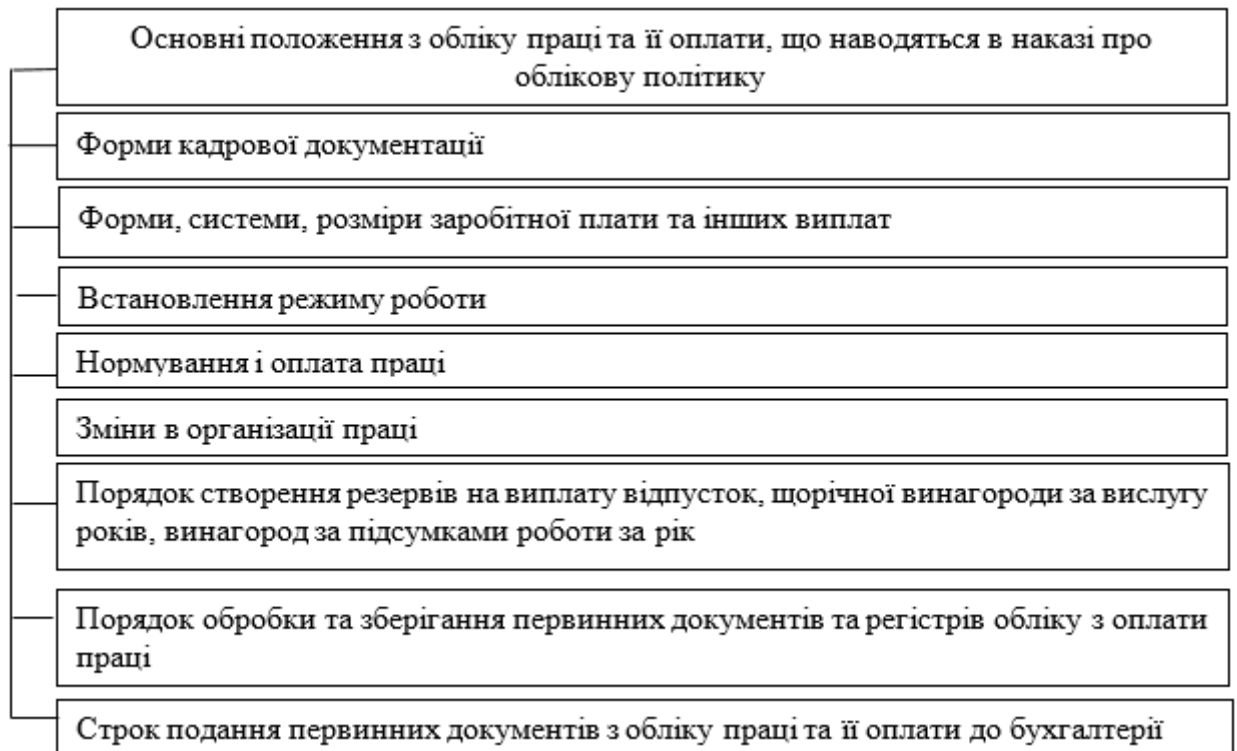 Основні положення з обліку праці та її оплати, що наводяться в наказі про
облікову політику
Форми кадрової документації
Форми, системи, розміри заробітної плати та інших виплат
Встановлення режиму роботи
Нормування і оплата праці
Зміни в організації праці
Порядок створення резервів на виплату відпусток, щорічної винагороди за вислугу
років, винагород за підсумками роботи за рік
Порядок обробки та зберігання первинних документів та регістрів обліку з оплати
праці
Строк подання первинних документів з обліку праці та її оплати до бухгалтерії